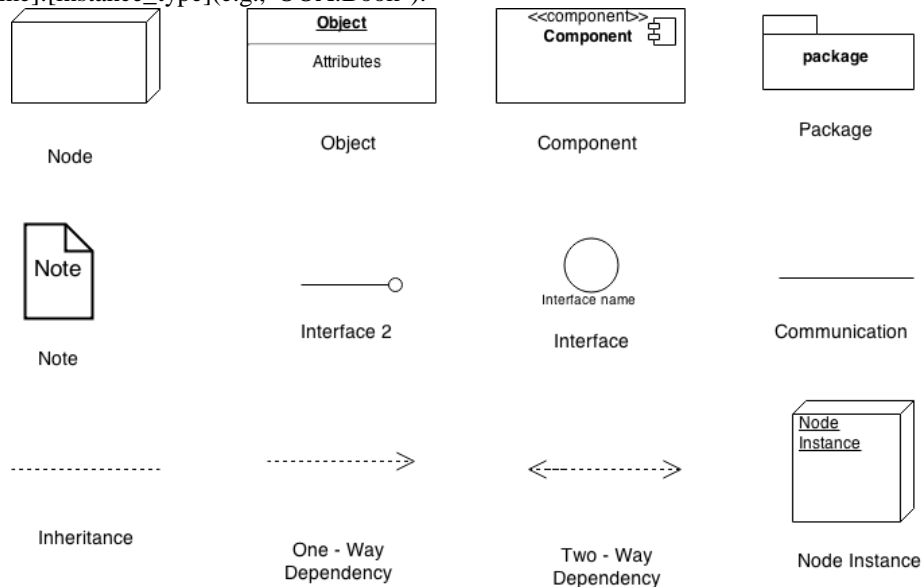 <<component>>
Object
Component
Attributes
package
Node
Object
Component
Package
Note
Interface name
Note
Interface 2
Interface
Communication
Node
Instance
Inheritance
One - Way
Dependency
Two - Way
Dependency
Node Instance